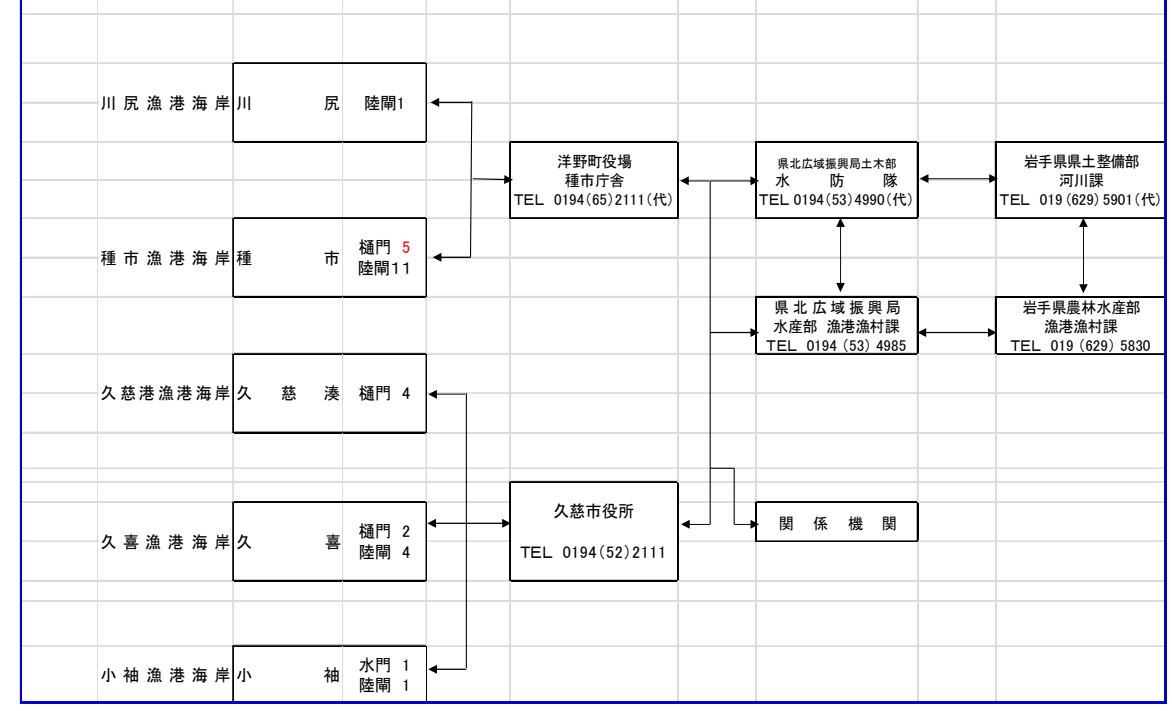 川尻漁港海岸 川尻 陸閘1
洋野町役場
種市庁舎
TEL 0194(65)2111(代)
県北広域振興局土木部
水防隊
TEL 0194(53)4990(代)
岩手県県土整備部
河川課
TEL 019(629)5901(代)
種市漁港海岸 種市 樋門 5
陸閘11
県北広域振興局
水産部 漁港漁村課
TEL 0194(53)4985
岩手県農林水産部
漁港漁村課
TEL 019(629)5830
久慈港漁港海岸 久慈湊 樋門 4
久喜漁港海岸 久喜 樋門 2
陸閘 4
久慈市役所
TEL 0194(52)2111
関係機関
小袖漁港海岸 小袖 水門 1
陸閘 1